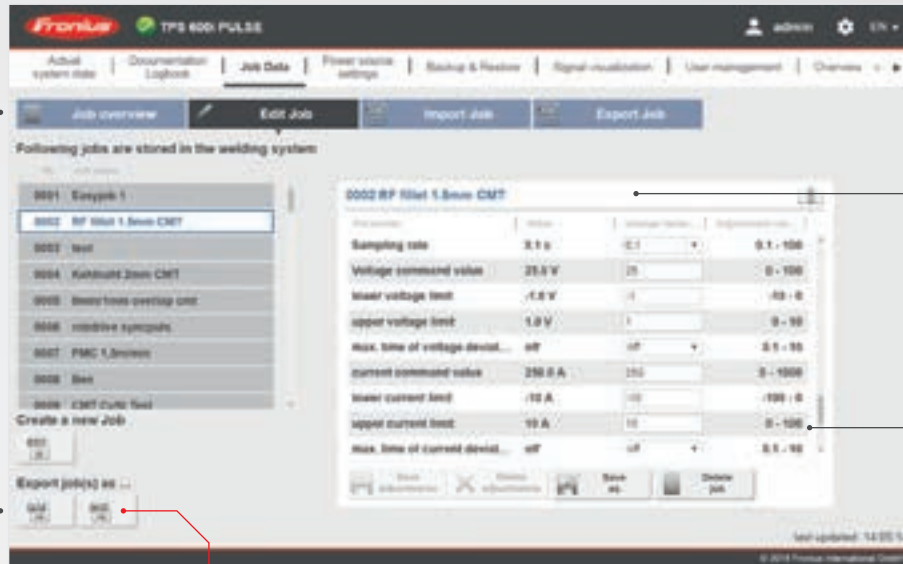 Fronius TPS 600i PULSE admin EN
Actual system state Documentation Logbook Job Data Power source settings Backup & Restore Signal visualization User management Overview
Job overview Edit Job Import Job Export Job
Following jobs are stored in the welding system
0001 Easyjob 1
0002 RF fillet 1.5mm CMT
0003 test
0004 2mm CMT
0005
0006
0007 PMC
0008 Ben
0009 CMT Test
Create a new Job
Export job(s) as ...
0002 RF fillet 1.5mm CMT
Sampling rate 0.1 s 0.1 0.1 - 100
Voltage command value 25.0 V 25 0 - 100
lower voltage limit -1.0 V -1 -10 - 0
upper voltage limit 1.0 V 1 0 - 10
max. time of voltage deviat... off off 0.1 - 10
current command value 250.0 A 250 0 - 1000
lower current limit -10 A -10 -100 - 0
upper current limit 10 A 10 0 - 100
max. time of current deviat... off off 0.1 - 10
Save adjustments Delete adjustments Save as Delete job
last updated: 14:05:
Fronius International GmbH